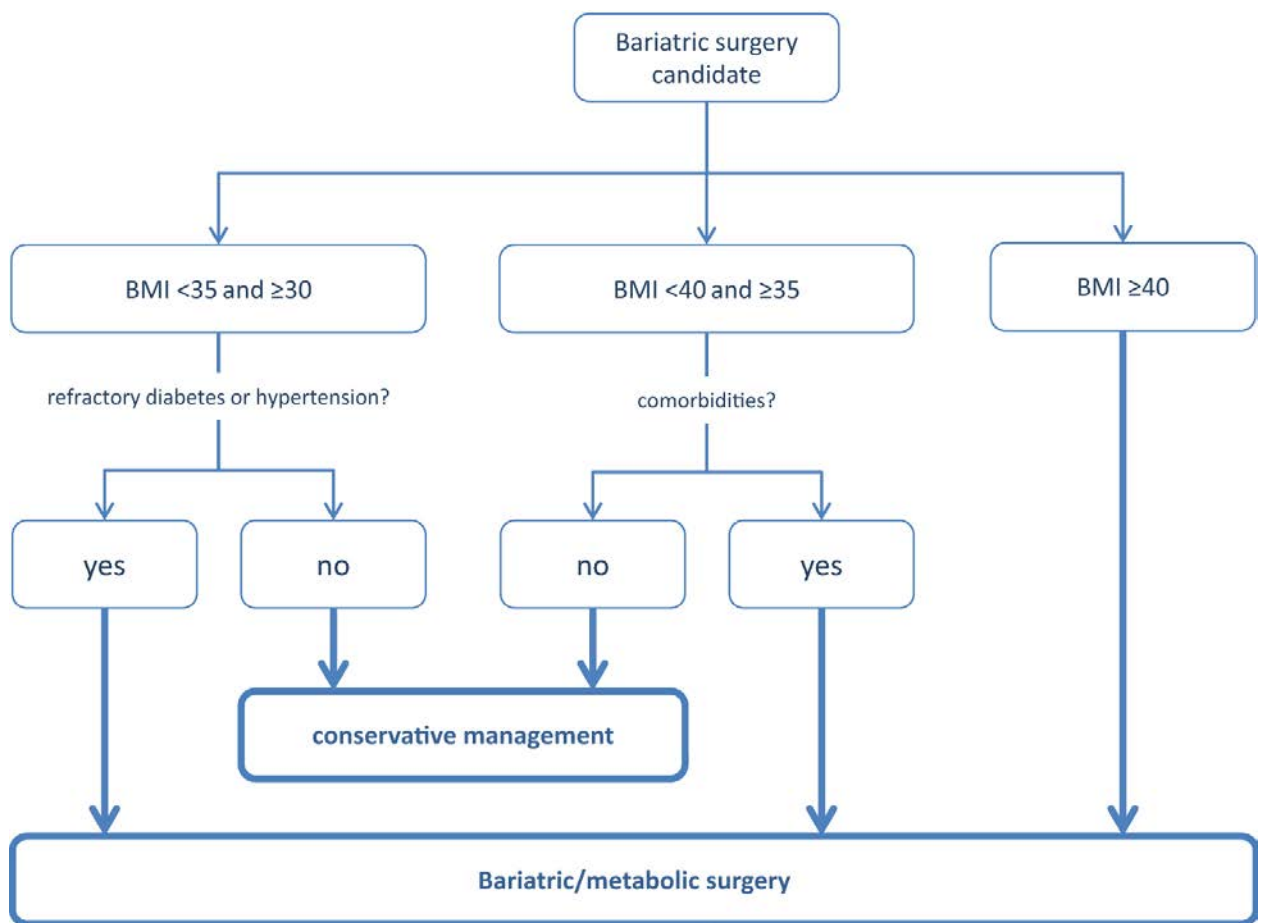 Bariatric surgery
candidate
BMI <35 and ≥30
BMI <40 and ≥35
BMI ≥40
refractory diabetes or hypertension?
comorbidities?
yes
no
no
yes
conservative management
Bariatric/metabolic surgery